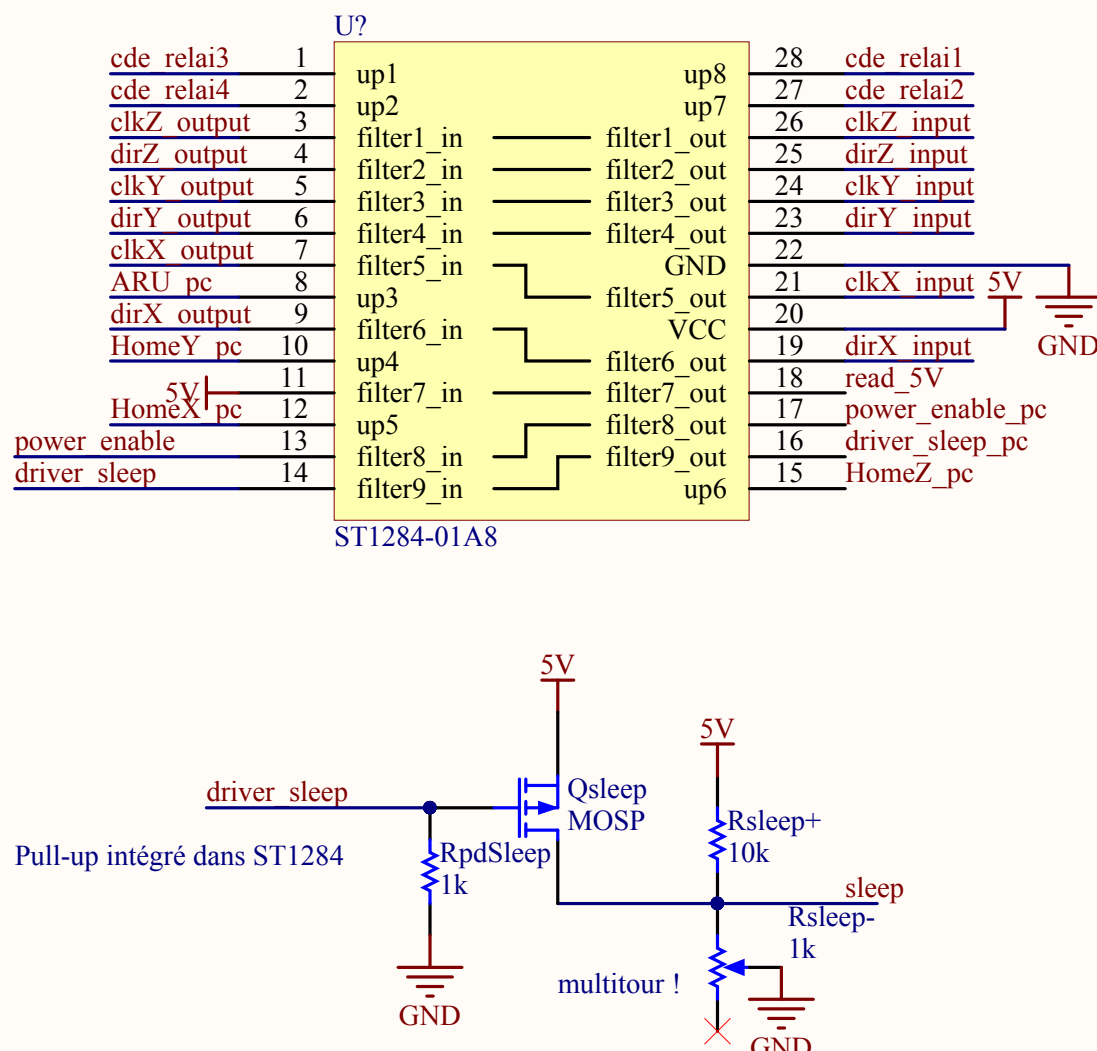 U?
cde_relai3 1 up1 up8 28 cde_relai1
cde_relai4 2 up2 up7 27 cde_relai2
clkZ_output 3 filter1_in filter1_out 26 clkZ_input
dirZ_output 4 filter2_in filter2_out 25 dirZ_input
clkY_output 5 filter3_in filter3_out 24 clkY_input
dirY_output 6 filter4_in filter4_out 23 dirY_input
clkX_output 7 filter5_in GND 22
ARU_pc 8 up3 filter5_out 21 clkX_input 5V
dirX_output 9 filter6_in VCC 20
GND
HomeY_pc 10 up4 filter6_out 19 dirX_input
5V 11 filter7_in filter7_out 18 read_5V
HomeX_pc 12 up5 filter8_out 17 power_enable_pc
power_enable 13 filter8_in filter9_out 16 driver_sleep_pc
driver_sleep 14 filter9_in up6 15 HomeZ_pc
ST1284-01A8
5V
5V
driver_sleep
Qsleep
MOSP
Rsleep+
10k
Pull-up intégré dans ST1284
RpdSleep
1k
sleep
Rsleep-
1k
multitour !
GND
GND